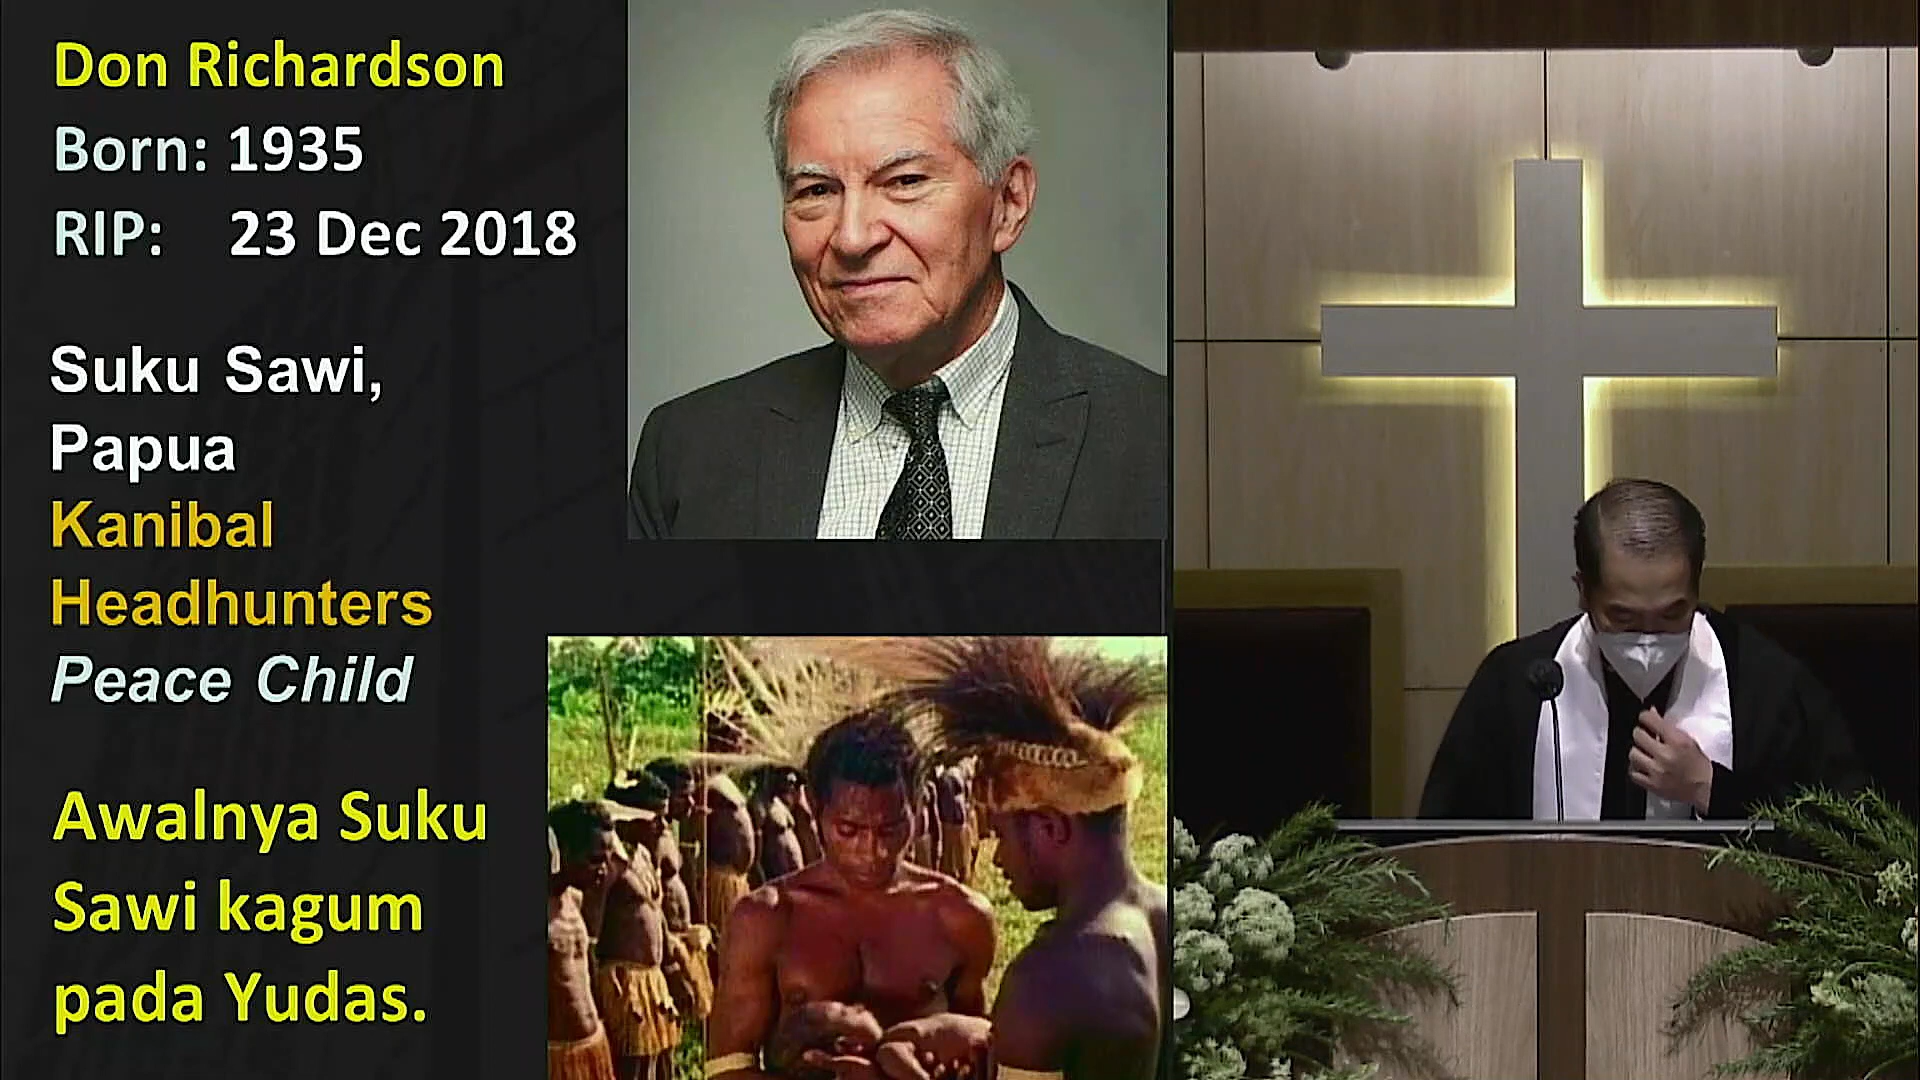 Don Richardson
Born: 1935
RIP: 23 Dec 2018
Suku Sawi,
Papua
Kanibal
Headhunters
Peace Child
Awalnya Suku
Sawi kagum
pada Yudas.